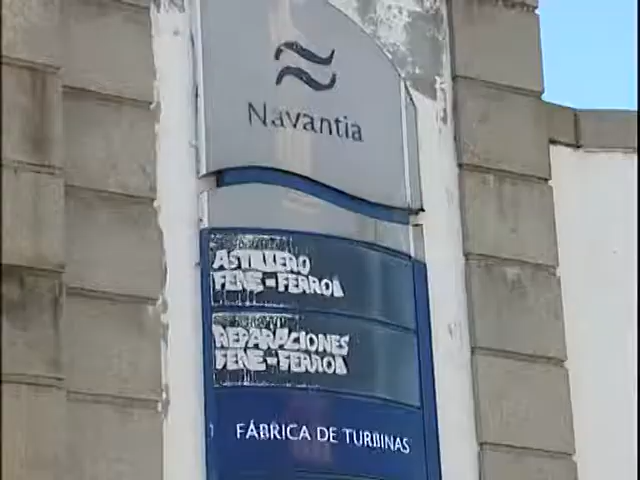 Navantia
ASTILLERO
FENE-FERROL
REPARACIONES
FENE-FERROL
FÁBRICA DE TURBINAS